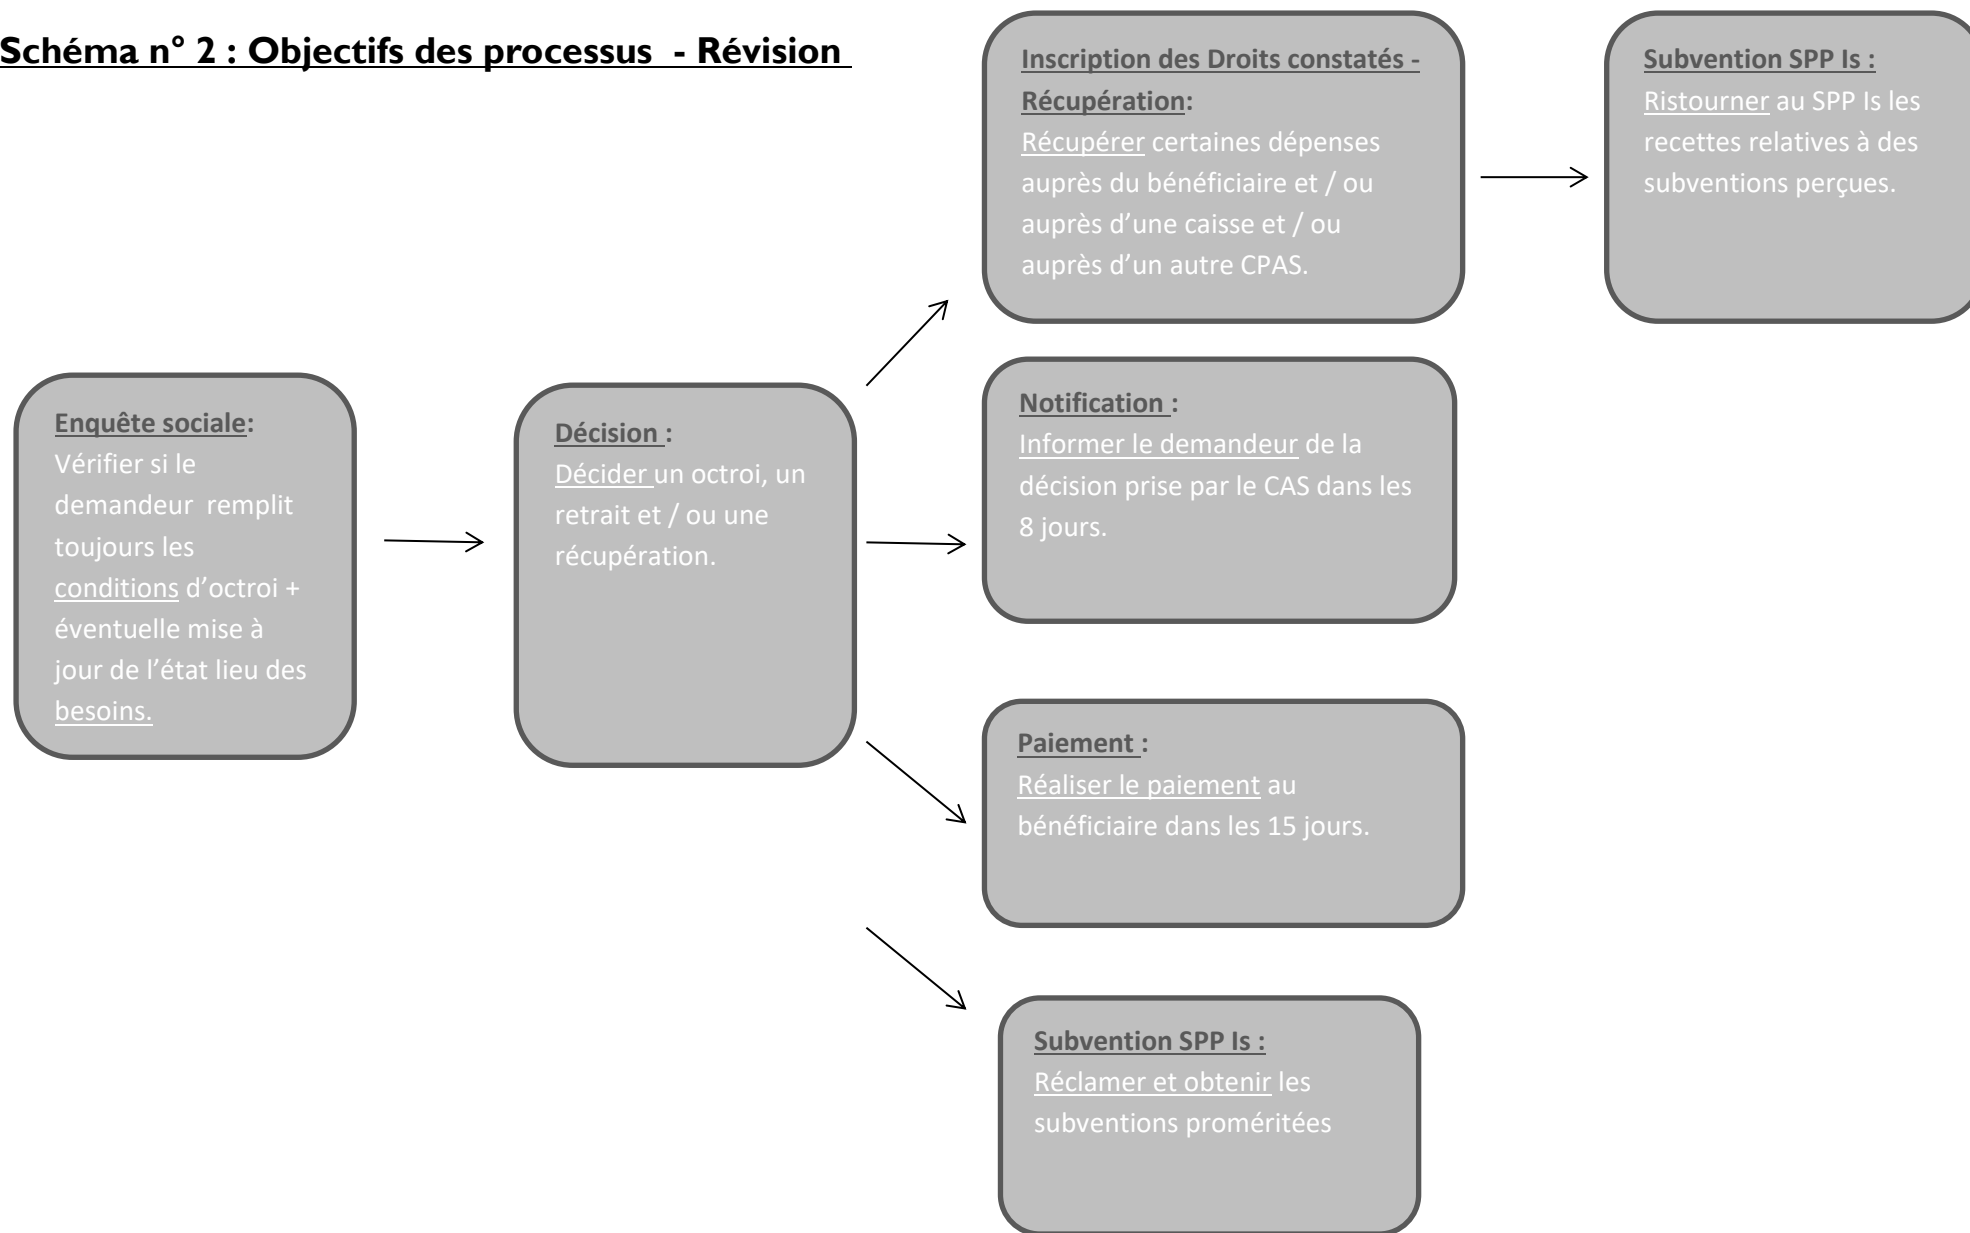 Schéma n° 2 : Objectifs des processus - Révision
Inscription des Droits constatés -
Récupération:
Récupérer certaines dépenses
auprès du bénéficiaire et / ou
auprès d’une caisse et / ou
auprès d’un autre CPAS.
Subvention SPP Is :
Ristourner au SPP Is les
recettes relatives à des
subventions perçues.
Enquête sociale:
Vérifier si le
demandeur remplit
toujours les
conditions d’octroi +
éventuelle mise à
jour de l’état lieu des
besoins.
Décision :
Décider un octroi, un
retrait et / ou une
récupération.
Notification :
Informer le demandeur de la
décision prise par le CAS dans les
8 jours.
Paiement :
Réaliser le paiement au
bénéficiaire dans les 15 jours.
Subvention SPP Is :
Réclamer et obtenir les
subventions proméritées